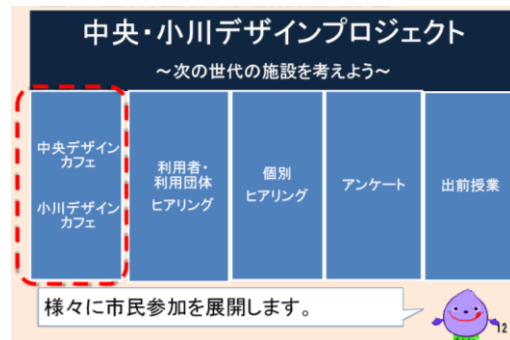 中央・小川デザインプロジェクト
～次の世代の施設を考えよう～
中央デザイン
カフェ
小川デザイン
カフェ
利用者・
利用団体
ヒアリング
個別
ヒアリング
アンケート
出前授業
様々に市民参加を展開します。
12